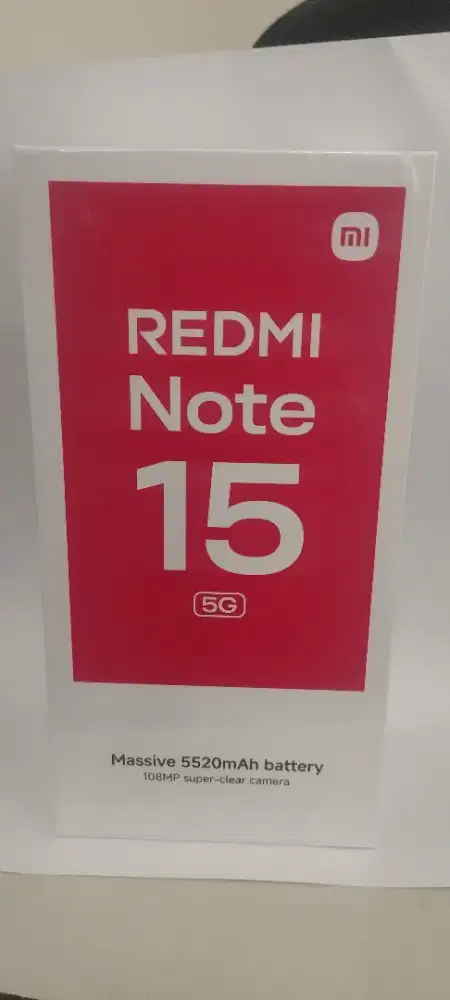 mi
REDMI
Note
15
5G
Massive 5520mAh battery
108MP super-clear camera